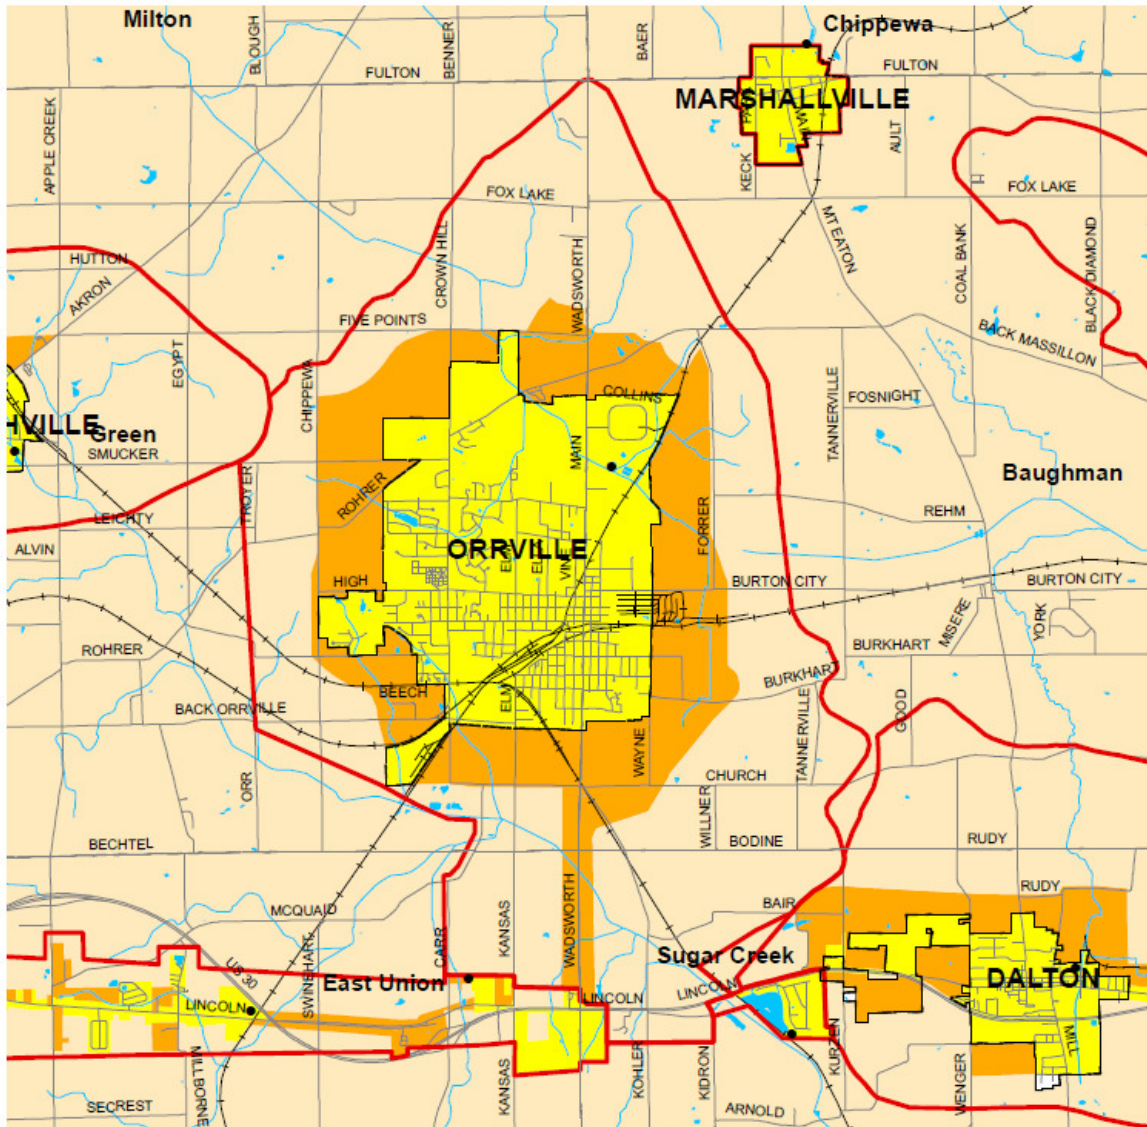 Milton
Chippewa
BLOUGH
BENNER
BAER
FULTON
FULTON
MARSHALLVILLE
APPLE CREEK
MAIN
AULT
KECK
FOX LAKE
FOX LAKE
MT EATON
CROWN HILL
WADSWORTH
COAL BANK
BLACK DIAMOND
HUTTON
AKRON
FIVE POINTS
BACK MASSILLON
EGYPT
CHIPPEWA
COLLINS
TANNERVILLE
FOSNIGHT
HVILLE
Green
SMUCKER
MAIN
Baughman
ROHRER
TROYER
LEICHTY
FORRER
REHM
ALVIN
ORRVILLE
ELM
ELLA
VINE
HIGH
BURTON CITY
BURTON CITY
MISERE
YORK
ROHRER
BURKHART
BURKHART
BEECH
ELM
BACK ORRVILLE
TANNERVILLE
GOOD
WAYNE
ORR
CHURCH
WILLNER
BECHTEL
BODINE
RUDY
RUDY
MCQUAID
KANSAS
WADSWORTH
BAIR
CARR
SWINEHART
US 30
Sugar Creek
East Union
DALTON
LINCOLN
LINCOLN
LINCOLN
KURZEN
MILL
MILLBORNE
KANSAS
KOHLER
KIDRON
WENGER
SECREST
ARNOLD